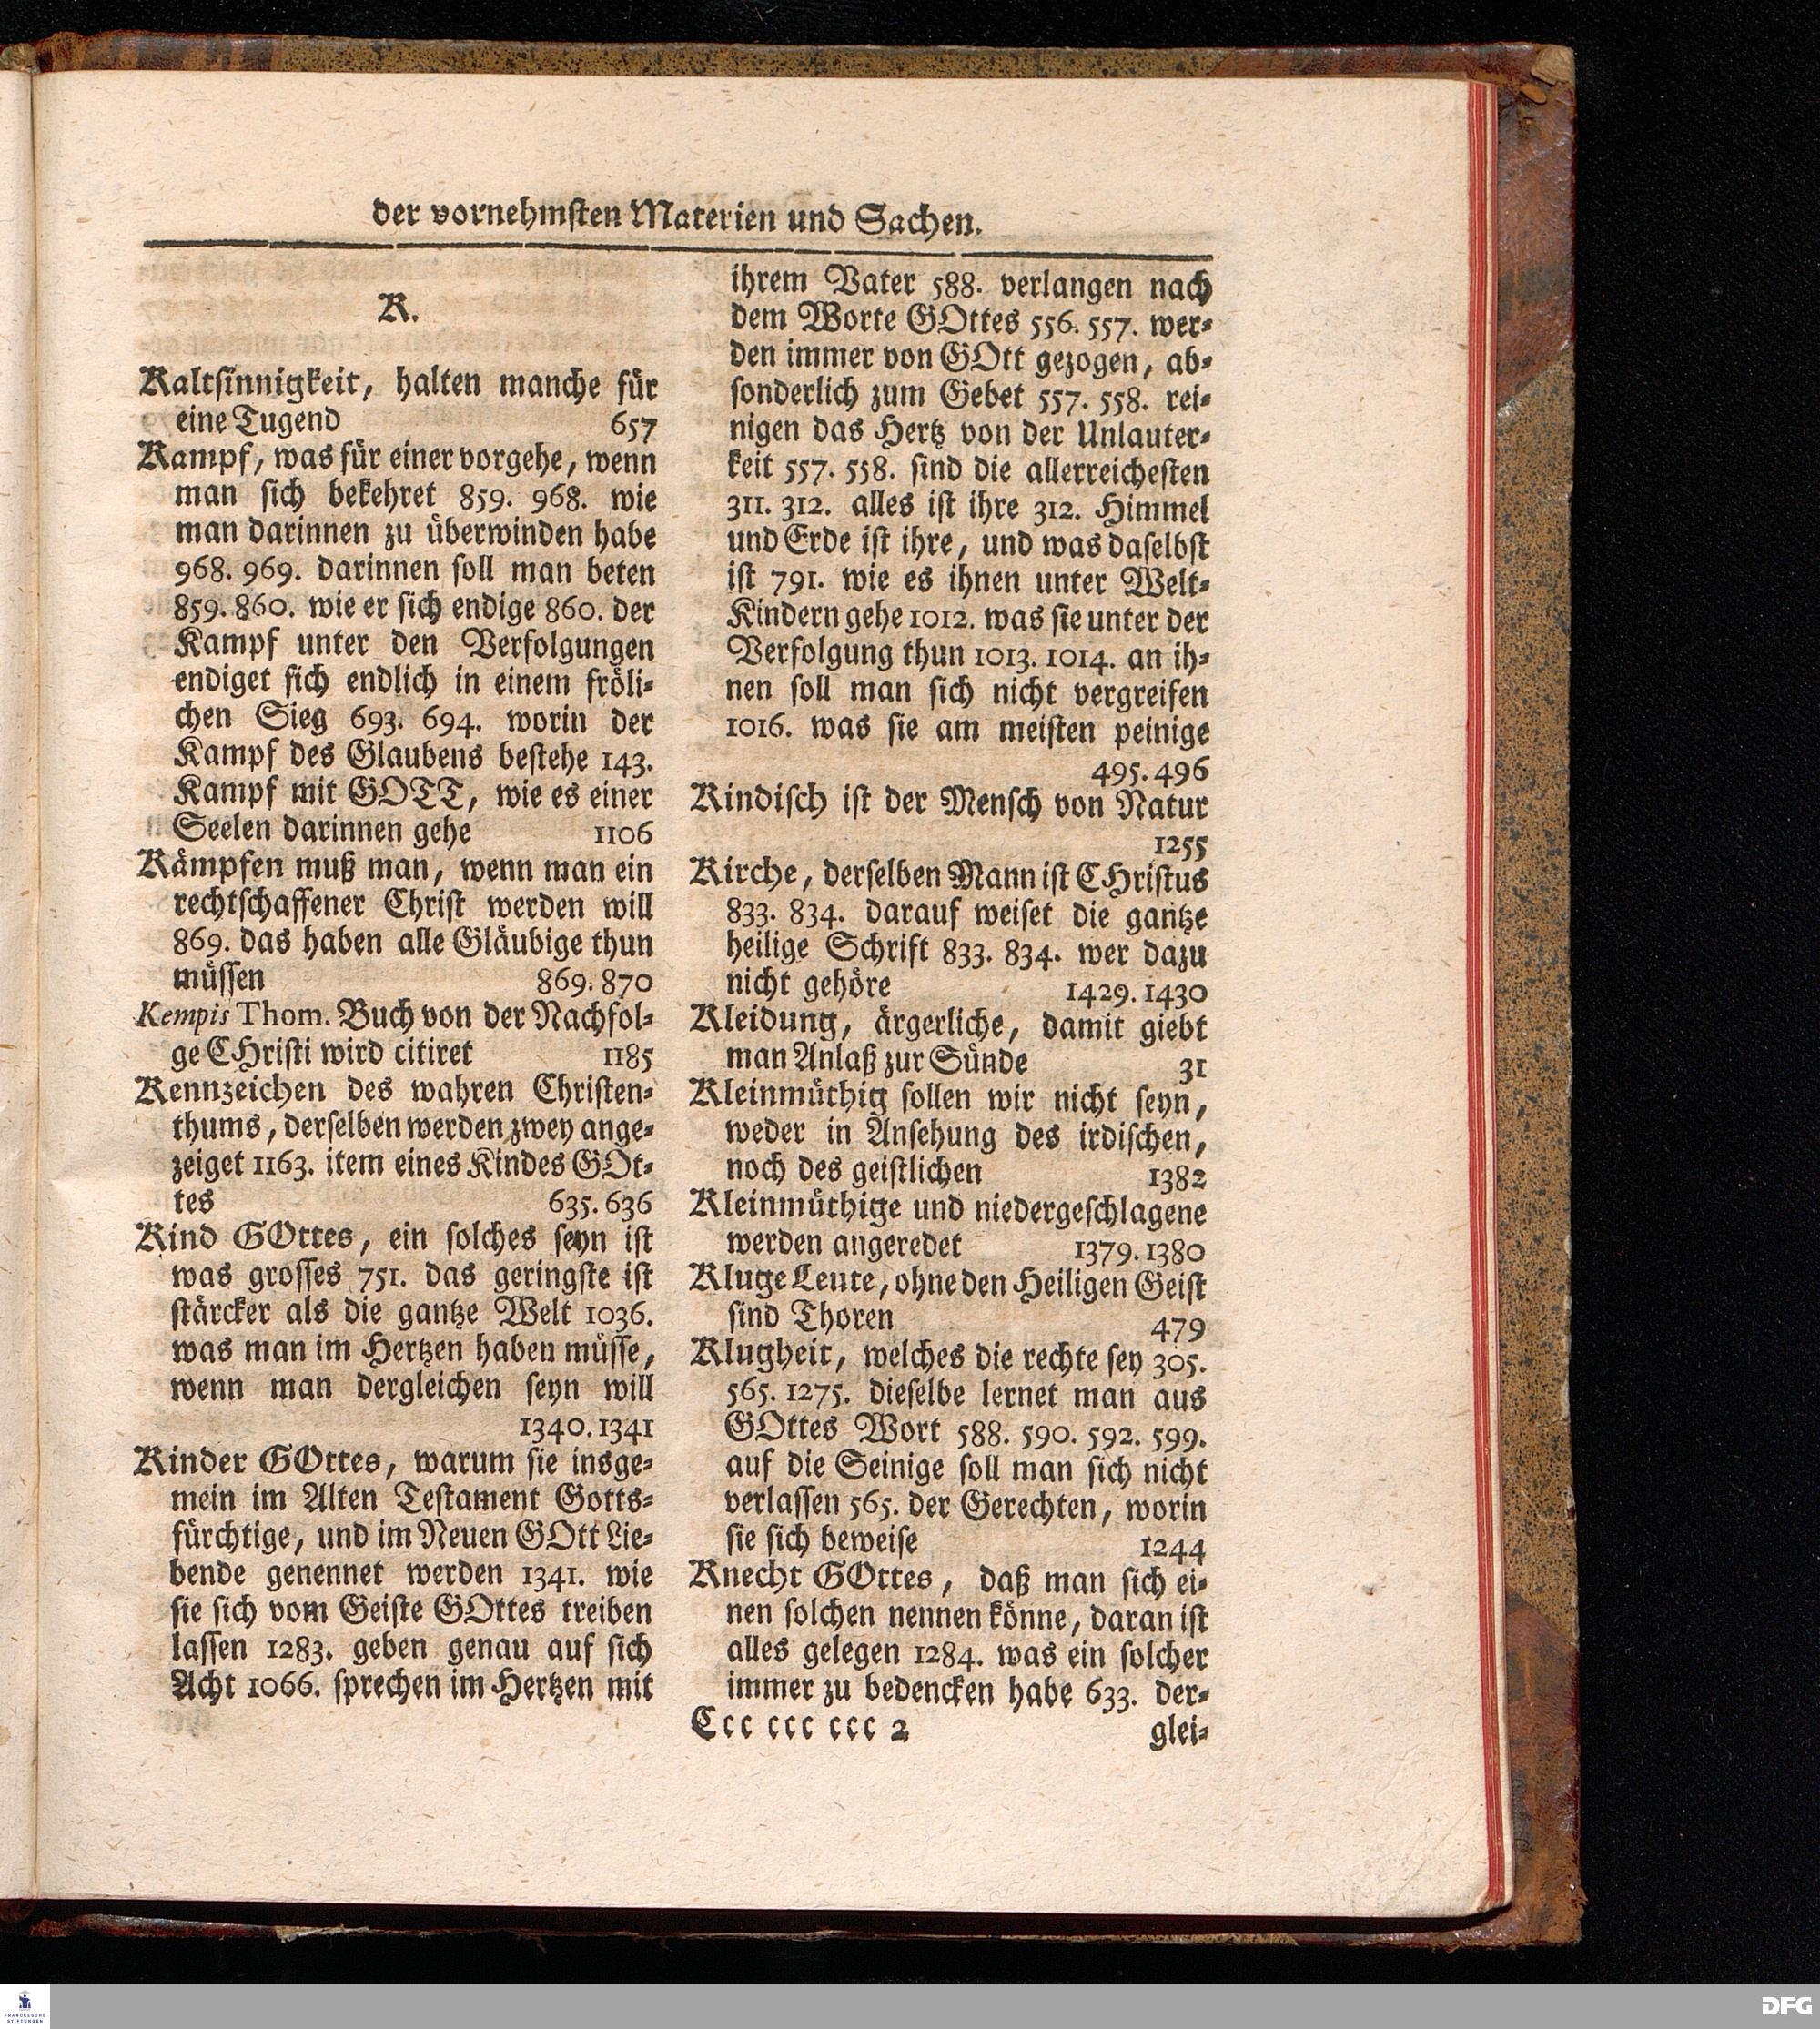 der vornehmſten Materien und Sachen.
K.
Kaltſinnigkeit, halten manche für
eine Tugend 657
Kampf, was für einer vorgehe, wenn
man ſich bekehret 859. 968. wie
man darinnen zu überwinden habe
968. 969. darinnen ſoll man beten
859. 860. wie er ſich endige 860. der
Kampf unter den Verfolgungen
endiget ſich endlich in einem fröli⸗
chen Sieg 693. 694. worin der
Kampf des Glaubens beſtehe 143.
Kampf mit GOTT, wie es einer
Seelen darinnen gehe 1106
Kämpfen muß man, wenn man ein
rechtſchaffener Chriſt werden will
869. das haben alle Gläubige thun
müſſen 869. 870
Kempis Thom. Buch von der Nachfol⸗
ge CHriſti wird citiret 1185
Kennzeichen des wahren Chriſten⸗
thums, derſelben werden zwey ange⸗
zeiget 1163. item eines Kindes GOt⸗
tes 635. 636
Kind GOttes, ein ſolches ſeyn iſt
was groſſes 751. das geringſte iſt
ſtärcker als die gantze Welt 1036.
was man im Hertzen haben müſſe,
wenn man dergleichen ſeyn will
1340. 1341
Kinder GOttes, warum ſie insge⸗
mein im Alten Teſtament Gotts⸗
fürchtige, und im Neuen GOtt Lie⸗
bende genennet werden 1341. wie
ſie ſich vom Geiſte GOttes treiben
laſſen 1283. geben genau auf ſich
Acht 1066. ſprechen im Hertzen mit
ihrem Vater 588. verlangen nach
dem Worte GOttes 556. 557. wer⸗
den immer von GOtt gezogen, ab⸗
ſonderlich zum Gebet 557. 558. rei⸗
nigen das Hertz von der Unlauter⸗
keit 557. 558. ſind die allerreicheſten
311. 312. alles iſt ihre 312. Himmel
und Erde iſt ihre, und was daſelbſt
iſt 791. wie es ihnen unter Welt⸗
Kindern gehe 1012. was ſie unter der
Verfolgung thun 1013. 1014. an ih⸗
nen ſoll man ſich nicht vergreifen
1016. was ſie am meiſten peinige
495. 496
Kindiſch iſt der Menſch von Natur
1255
Kirche, derſelben Mann iſt CHriſtus
833. 834. darauf weiſet die gantze
heilige Schrift 833. 834. wer dazu
nicht gehöre 1429. 1430
Kleidung, ärgerliche, damit giebt
man Anlaß zur Sünde 31
Kleinmüthig ſollen wir nicht ſeyn,
weder in Anſehung des irdiſchen,
noch des geiſtlichen 1382
Kleinmüthige und niedergeſchlagene
werden angeredet 1379. 1380
Kluge Leute, ohne den Heiligen Geiſt
ſind Thoren 479
Klugheit, welches die rechte ſey 305.
565. 1275. dieſelbe lernet man aus
GOttes Wort 588. 590. 592. 599.
auf die Seinige ſoll man ſich nicht
verlaſſen 565. der Gerechten, worin
ſie ſich beweiſe 1244
Knecht GOttes, daß man ſich ei⸗
nen ſolchen nennen könne, daran iſt
alles gelegen 1284. was ein ſolcher
immer zu bedencken habe 633. der⸗
Ccc ccc ccc 2 glei⸗
FRANCKESCHE
STIFTUNGEN
DFG